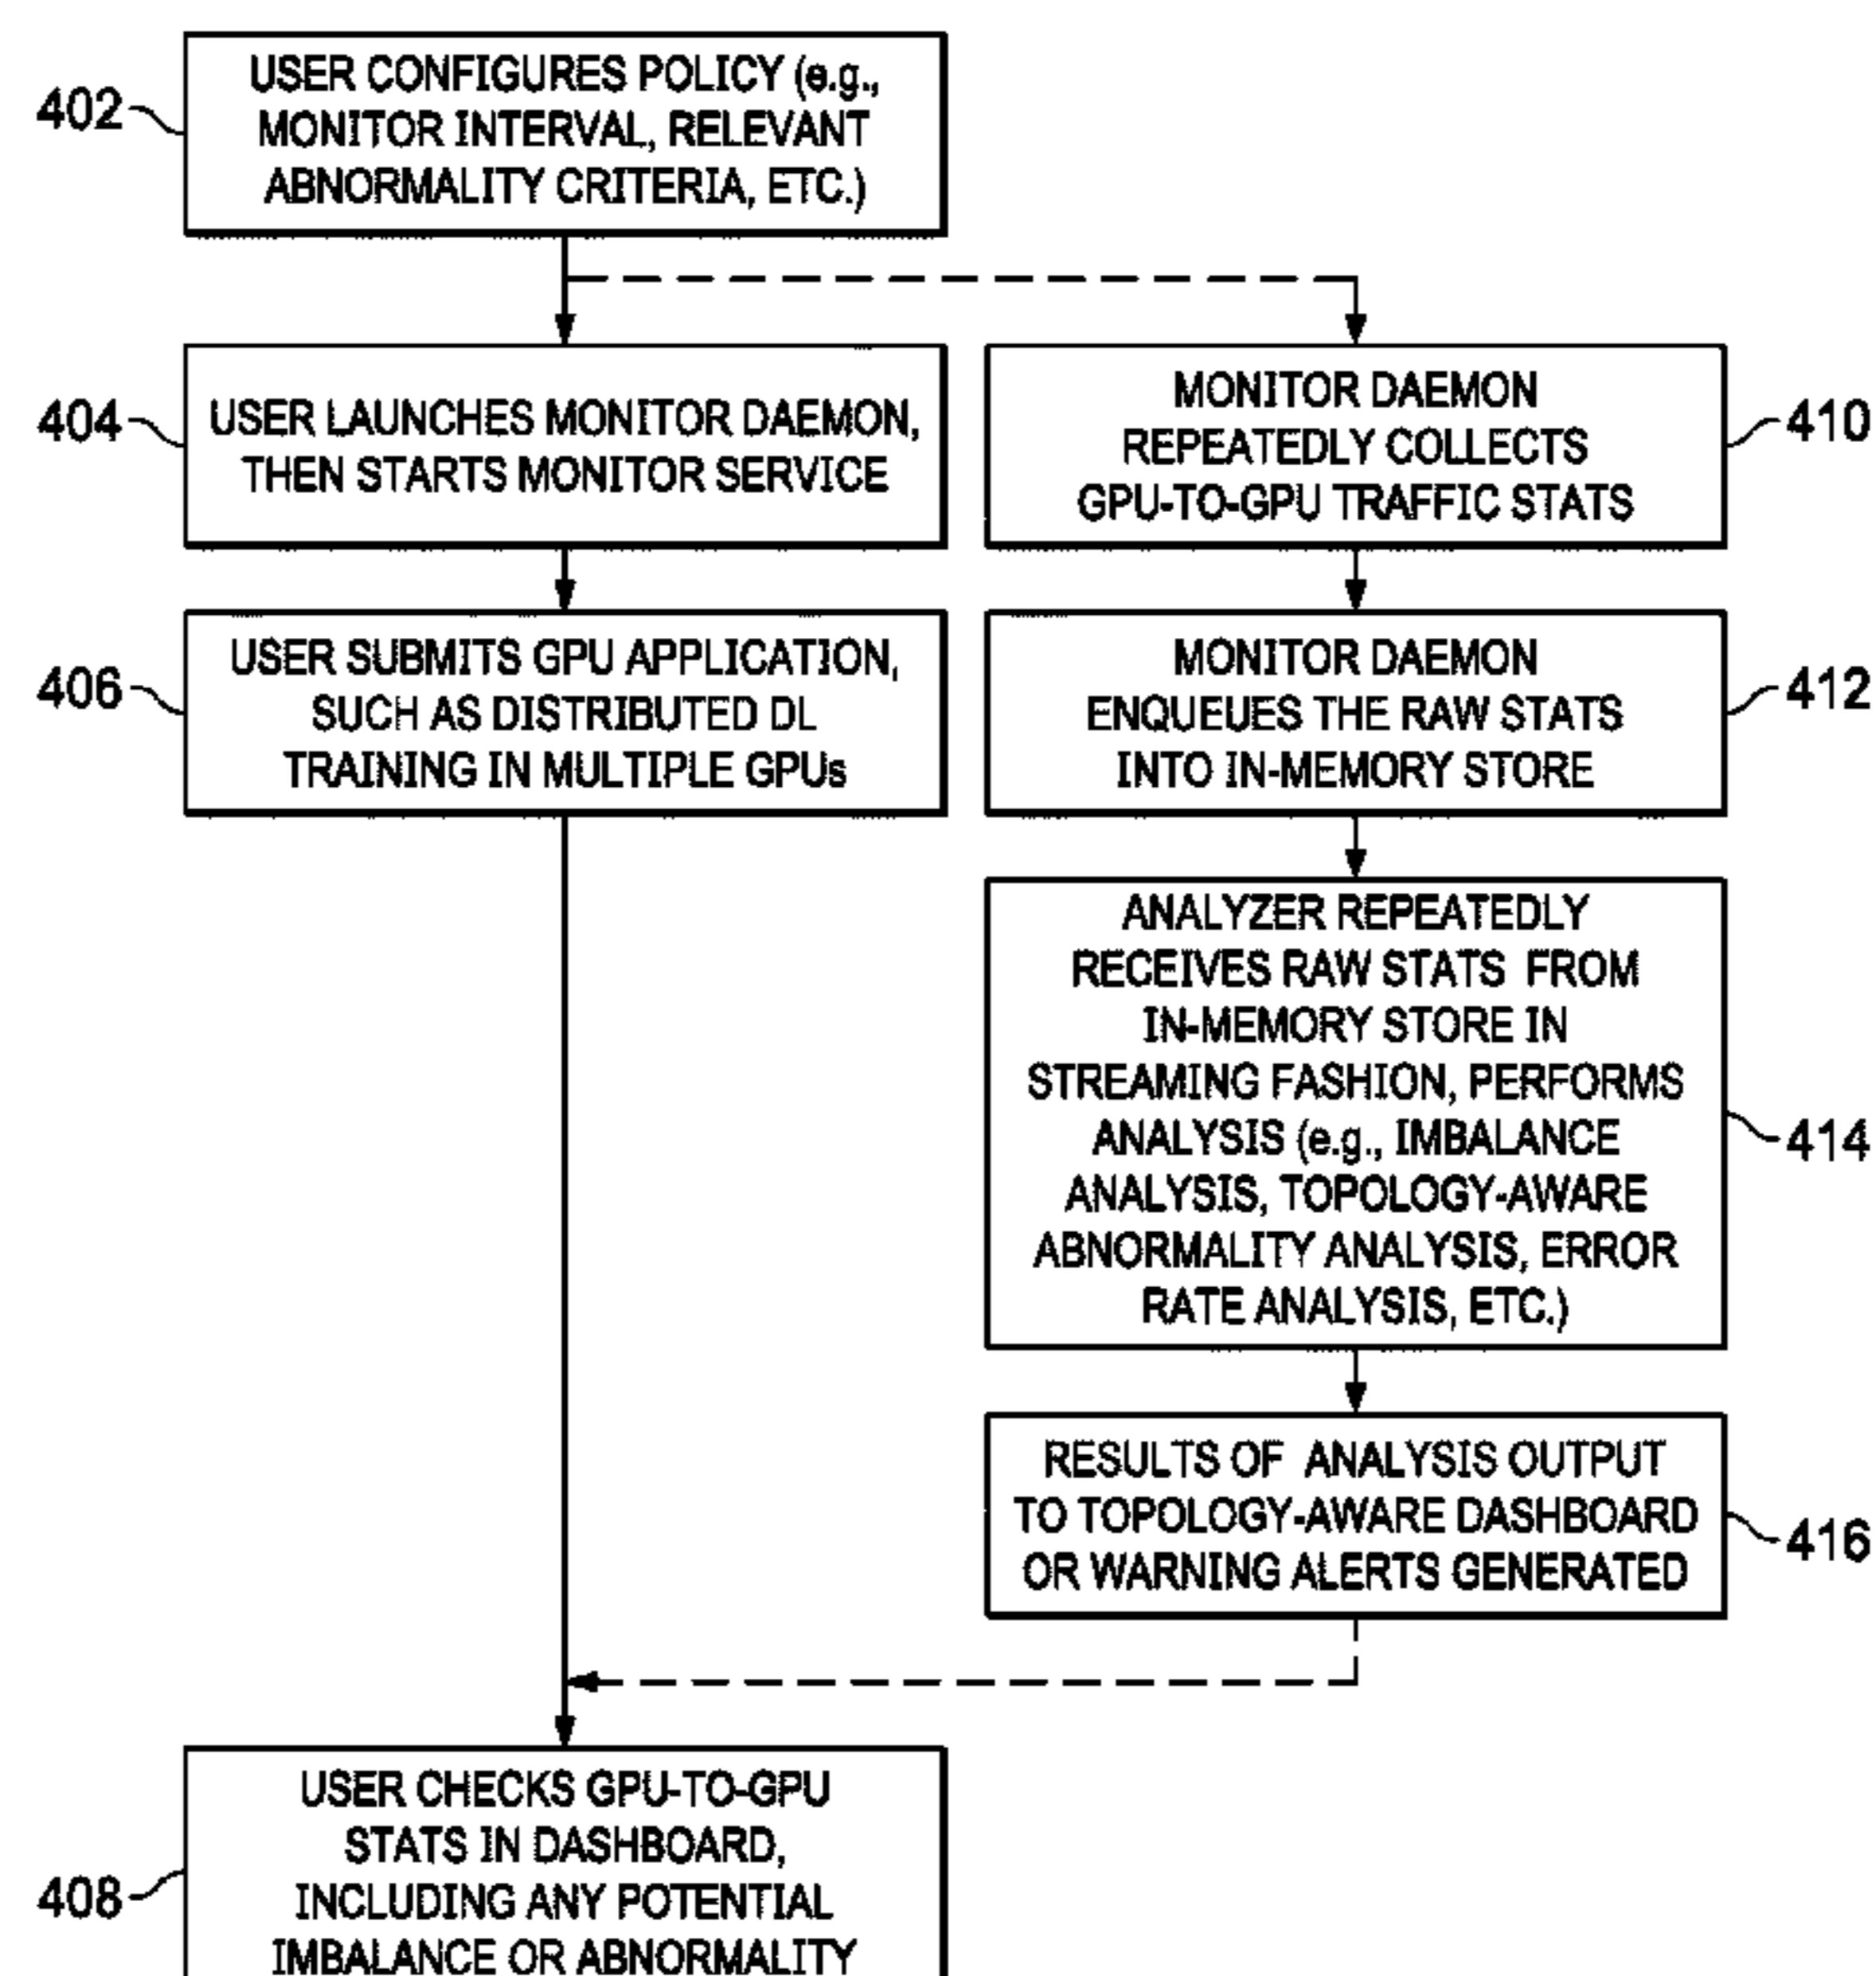 402
USER CONFIGURES POLICY (e.g.,
MONITOR INTERVAL, RELEVANT
ABNORMALITY CRITERIA, ETC.)
404
USER LAUNCHES MONITOR DAEMON,
THEN STARTS MONITOR SERVICE
406
USER SUBMITS GPU APPLICATION,
SUCH AS DISTRIBUTED DL
TRAINING IN MULTIPLE GPUs
MONITOR DAEMON
REPEATEDLY COLLECTS
GPU-TO-GPU TRAFFIC STATS
410
MONITOR DAEMON
ENQUEUES THE RAW STATS
INTO IN-MEMORY STORE
412
ANALYZER REPEATEDLY
RECEIVES RAW STATS FROM
IN-MEMORY STORE IN
STREAMING FASHION, PERFORMS
ANALYSIS (e.g., IMBALANCE
ANALYSIS, TOPOLOGY-AWARE
ABNORMALITY ANALYSIS, ERROR
RATE ANALYSIS, ETC.)
414
RESULTS OF ANALYSIS OUTPUT
TO TOPOLOGY-AWARE DASHBOARD
OR WARNING ALERTS GENERATED
416
408
USER CHECKS GPU-TO-GPU
STATS IN DASHBOARD,
INCLUDING ANY POTENTIAL
IMBALANCE OR ABNORMALITY